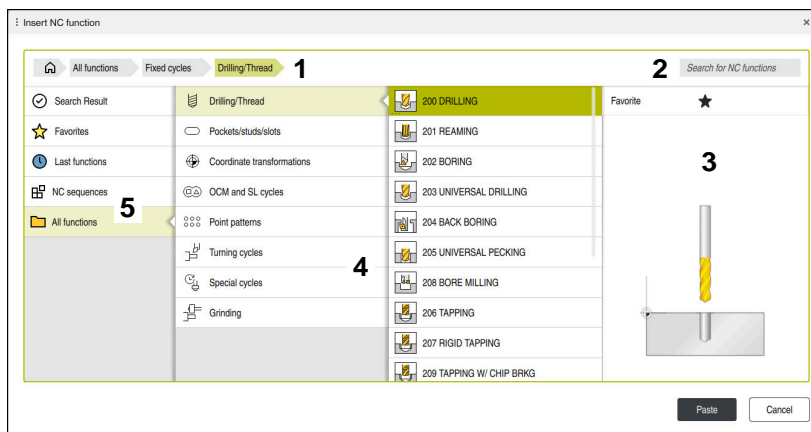 Insert NC function
×
All functions Fixed cycles Drilling/Thread 1
2 Search for NC functions
Search Result
Favorites
Last functions
NC sequences
5
All functions
Drilling/Thread
Pockets/studs/slots
Coordinate transformations
OCM and SL cycles
Point patterns
Turning cycles
4
Special cycles
Grinding
200 DRILLING
201 REAMING
202 BORING
203 UNIVERSAL DRILLING
204 BACK BORING
205 UNIVERSAL PECKING
208 BORE MILLING
206 TAPPING
207 RIGID TAPPING
209 TAPPING W/ CHIP BRKG
Favorite
3
Paste Cancel